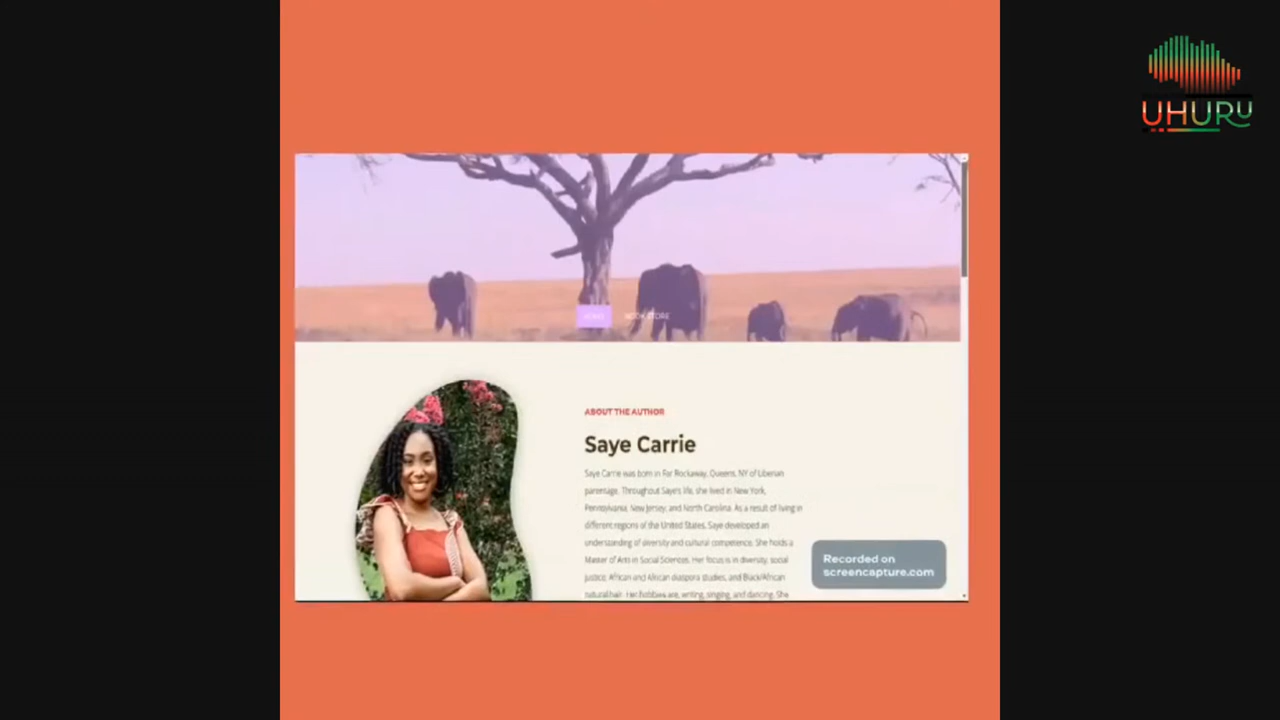 UHURU
HOME
BOOK STORE
ABOUT THE AUTHOR
Saye Carrie
Saye Carrie was born in Far Rockaway, Queens, NY of Liberian
parentage. Throughout Saye's life, she lived in New York,
Pennsylvania, New Jersey, and North Carolina. As a result of living in
different regions of the United States, Saye developed an
understanding of diversity and cultural competence. She holds a
Master of Arts in Social Sciences. Her focus is in diversity, social
justice, African and African diaspora studies, and Black/African
natural hair. Her hobbies are, writing, singing, and dancing. She
Recorded on
screencapture.com